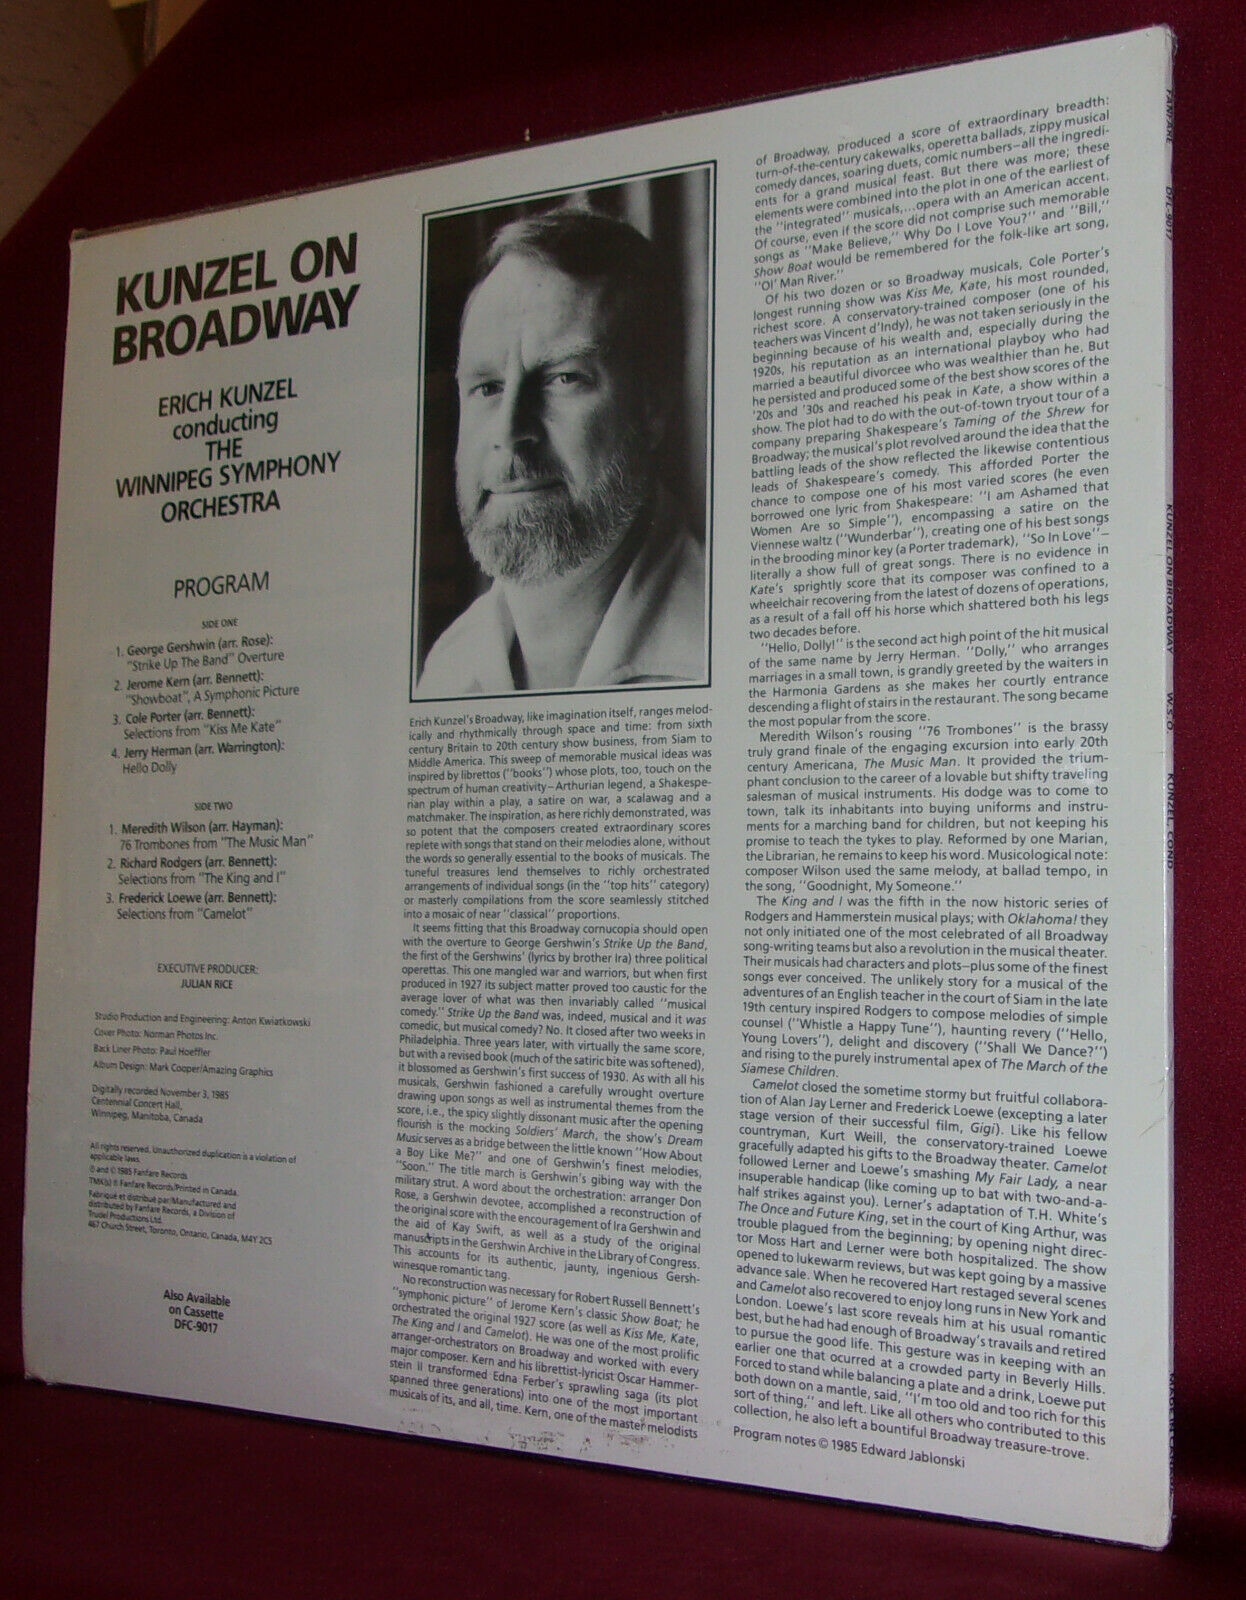 KUNZEL ON
BROADWAY
ERICH KUNZEL
conducting
THE
WINNIPEG SYMPHONY
ORCHESTRA
PROGRAM
SIDE ONE
1. George Gershwin (arr. Rose):
"Strike Up The Band" Overture
2. Jerome Kern (arr. Bennett):
"Showboat", A Symphonic Picture
3. Cole Porter (arr. Bennett):
Selections from "Kiss Me Kate"
4. Jerry Herman (arr. Warrington):
Hello Dolly
SIDE TWO
1. Meredith Wilson (arr. Hayman):
76 Trombones from "The Music Man"
2. Richard Rodgers (arr. Bennett):
Selections from "The King and I"
3. Frederick Loewe (arr. Bennett):
Selections from "Camelot"
EXECUTIVE PRODUCER:
JULIAN RICE
Studio Production and Engineering: Anton Kwiatkowski
Cover Photo: Norman Photos Inc.
Back Liner Photo: Paul Hoeffler
Album Design: Mark Cooper/Amazing Graphics
Digitally recorded November 3, 1985
Centennial Concert Hall,
Winnipeg, Manitoba, Canada
All rights reserved. Unauthorized duplication is a violation of
applicable laws.
℗ and © 1985 Fanfare Records
TMK(s) ® Fanfare Records/Printed in Canada.
Fabriqué et distribué par/Manufactured and
distributed by Fanfare Records, a Division of
Trudel Productions Ltd.
467 Church Street, Toronto, Ontario, Canada, M4Y 2C5
Also Available
on Cassette
DFC-9017
Erich Kunzel's Broadway, like imagination itself, ranges melod-
ically and rhythmically through space and time: from sixth
century Britain to 20th century show business, from Siam to
Middle America. This sweep of memorable musical ideas was
inspired by librettos ("books") whose plots, too, touch on the
spectrum of human creativity—Arthurian legend, a Shakespe-
rian play within a play, a satire on war, a scalawag and a
matchmaker. The inspiration, as here richly demonstrated, was
so potent that the composers created extraordinary scores
replete with songs that stand on their melodies alone, without
the words so generally essential to the books of musicals. The
tuneful treasures lend themselves to richly orchestrated
arrangements of individual songs (in the "top hits" category)
or masterly compilations from the score seamlessly stitched
into a mosaic of near "classical" proportions.
It seems fitting that this Broadway cornucopia should open
with the overture to George Gershwin's Strike Up the Band,
the first of the Gershwins' (lyrics by brother Ira) three political
operettas. This one mangled war and warriors, but when first
produced in 1927 its subject matter proved too caustic for the
average lover of what was then invariably called "musical
comedy." Strike Up the Band was, indeed, musical and it was
comedic, but musical comedy? No. It closed after two weeks in
Philadelphia. Three years later, with virtually the same score,
but with a revised book (much of the satiric bite was softened),
it blossomed as Gershwin's first success of 1930. As with all his
musicals, Gershwin fashioned a carefully wrought overture
drawing upon songs as well as instrumental themes from the
score, i.e., the spicy slightly dissonant music after the opening
flourish is the mocking Soldiers' March, the show's Dream
Music serves as a bridge between the little known "How About
a Boy Like Me?" and one of Gershwin's finest melodies,
"Soon." The title march is Gershwin's gibing way with the
military strut. A word about the orchestration: arranger Don
Rose, a Gershwin devotee, accomplished a reconstruction of
the original score with the encouragement of Ira Gershwin and
the aid of Kay Swift, as well as a study of the original
manuscripts in the Gershwin Archive in the Library of Congress.
This accounts for its authentic, jaunty, ingenious Gersh-
winesque romantic tang.
No reconstruction was necessary for Robert Russell Bennett's
"symphonic picture" of Jerome Kern's classic Show Boat; he
orchestrated the original 1927 score (as well as Kiss Me, Kate,
The King and I and Camelot). He was one of the most prolific
arranger-orchestrators on Broadway and worked with every
major composer. Kern and his librettist-lyricist Oscar Hammer-
stein II transformed Edna Ferber's sprawling saga (its plot
spanned three generations) into one of the most important
musicals of its, and all, time. Kern, one of the master melodists
of Broadway, produced a score of extraordinary breadth:
turn-of-the-century cakewalks, operetta ballads, zippy musical
comedy dances, soaring duets, comic numbers—all the ingredi-
ents for a grand musical feast. But there was more; these
elements were combined into the plot in one of the earliest of
the "integrated" musicals,...opera with an American accent.
Of course, even if the score did not comprise such memorable
songs as "Make Believe," Why Do I Love You?" and "Bill,"
Show Boat would be remembered for the folk-like art song,
"Ol' Man River."
Of his two dozen or so Broadway musicals, Cole Porter's
longest running show was Kiss Me, Kate, his most rounded,
richest score. A conservatory-trained composer (one of his
teachers was Vincent d'Indy), he was not taken seriously in the
beginning because of his wealth and, especially during the
1920s, his reputation as an international playboy who had
married a beautiful divorcee who was wealthier than he. But
he persisted and produced some of the best show scores of the
'20s and '30s and reached his peak in Kate, a show within a
show. The plot had to do with the out-of-town tryout tour of a
company preparing Shakespeare's Taming of the Shrew for
Broadway; the musical's plot revolved around the idea that the
battling leads of the show reflected the likewise contentious
leads of Shakespeare's comedy. This afforded Porter the
chance to compose one of his most varied scores (he even
borrowed one lyric from Shakespeare: "I am Ashamed that
Women Are so Simple"), encompassing a satire on the
Viennese waltz ("Wunderbar"), creating one of his best songs
in the brooding minor key (a Porter trademark), "So In Love"—
literally a show full of great songs. There is no evidence in
Kate's sprightly score that its composer was confined to a
wheelchair recovering from the latest of dozens of operations,
as a result of a fall off his horse which shattered both his legs
two decades before.
"Hello, Dolly!" is the second act high point of the hit musical
of the same name by Jerry Herman. "Dolly," who arranges
marriages in a small town, is grandly greeted by the waiters in
the Harmonia Gardens as she makes her courtly entrance
descending a flight of stairs in the restaurant. The song became
the most popular from the score.
Meredith Wilson's rousing "76 Trombones" is the brassy
truly grand finale of the engaging excursion into early 20th
century Americana, The Music Man. It provided the trium-
phant conclusion to the career of a lovable but shifty traveling
salesman of musical instruments. His dodge was to come to
town, talk its inhabitants into buying uniforms and instru-
ments for a marching band for children, but not keeping his
promise to teach the tykes to play. Reformed by one Marian,
the Librarian, he remains to keep his word. Musicological note:
composer Wilson used the same melody, at ballad tempo, in
the song, "Goodnight, My Someone."
The King and I was the fifth in the now historic series of
Rodgers and Hammerstein musical plays; with Oklahoma! they
not only initiated one of the most celebrated of all Broadway
song-writing teams but also a revolution in the musical theater.
Their musicals had characters and plots—plus some of the finest
songs ever conceived. The unlikely story for a musical of the
adventures of an English teacher in the court of Siam in the late
19th century inspired Rodgers to compose melodies of simple
counsel ("Whistle a Happy Tune"), haunting revery ("Hello,
Young Lovers"), delight and discovery ("Shall We Dance?")
and rising to the purely instrumental apex of The March of the
Siamese Children.
Camelot closed the sometime stormy but fruitful collabora-
tion of Alan Jay Lerner and Frederick Loewe (excepting a later
stage version of their successful film, Gigi). Like his fellow
countryman, Kurt Weill, the conservatory-trained Loewe
gracefully adapted his gifts to the Broadway theater. Camelot
followed Lerner and Loewe's smashing My Fair Lady, a near
insuperable handicap (like coming up to bat with two-and-a-
half strikes against you). Lerner's adaptation of T.H. White's
The Once and Future King, set in the court of King Arthur, was
trouble plagued from the beginning; by opening night direc-
tor Moss Hart and Lerner were both hospitalized. The show
opened to lukewarm reviews, but was kept going by a massive
advance sale. When he recovered Hart restaged several scenes
and Camelot also recovered to enjoy long runs in New York and
London. Loewe's last score reveals him at his usual romantic
best, but he had had enough of Broadway's travails and retired
to pursue the good life. This gesture was in keeping with an
earlier one that ocurred at a crowded party in Beverly Hills.
Forced to stand while balancing a plate and a drink, Loewe put
both down on a mantle, said, "I'm too old and too rich for this
sort of thing," and left. Like all others who contributed to this
collection, he also left a bountiful Broadway treasure-trove.
Program notes © 1985 Edward Jablonski
FANFARE DFL-9017 KUNZEL ON BROADWAY W.S.O. KUNZEL, COND.